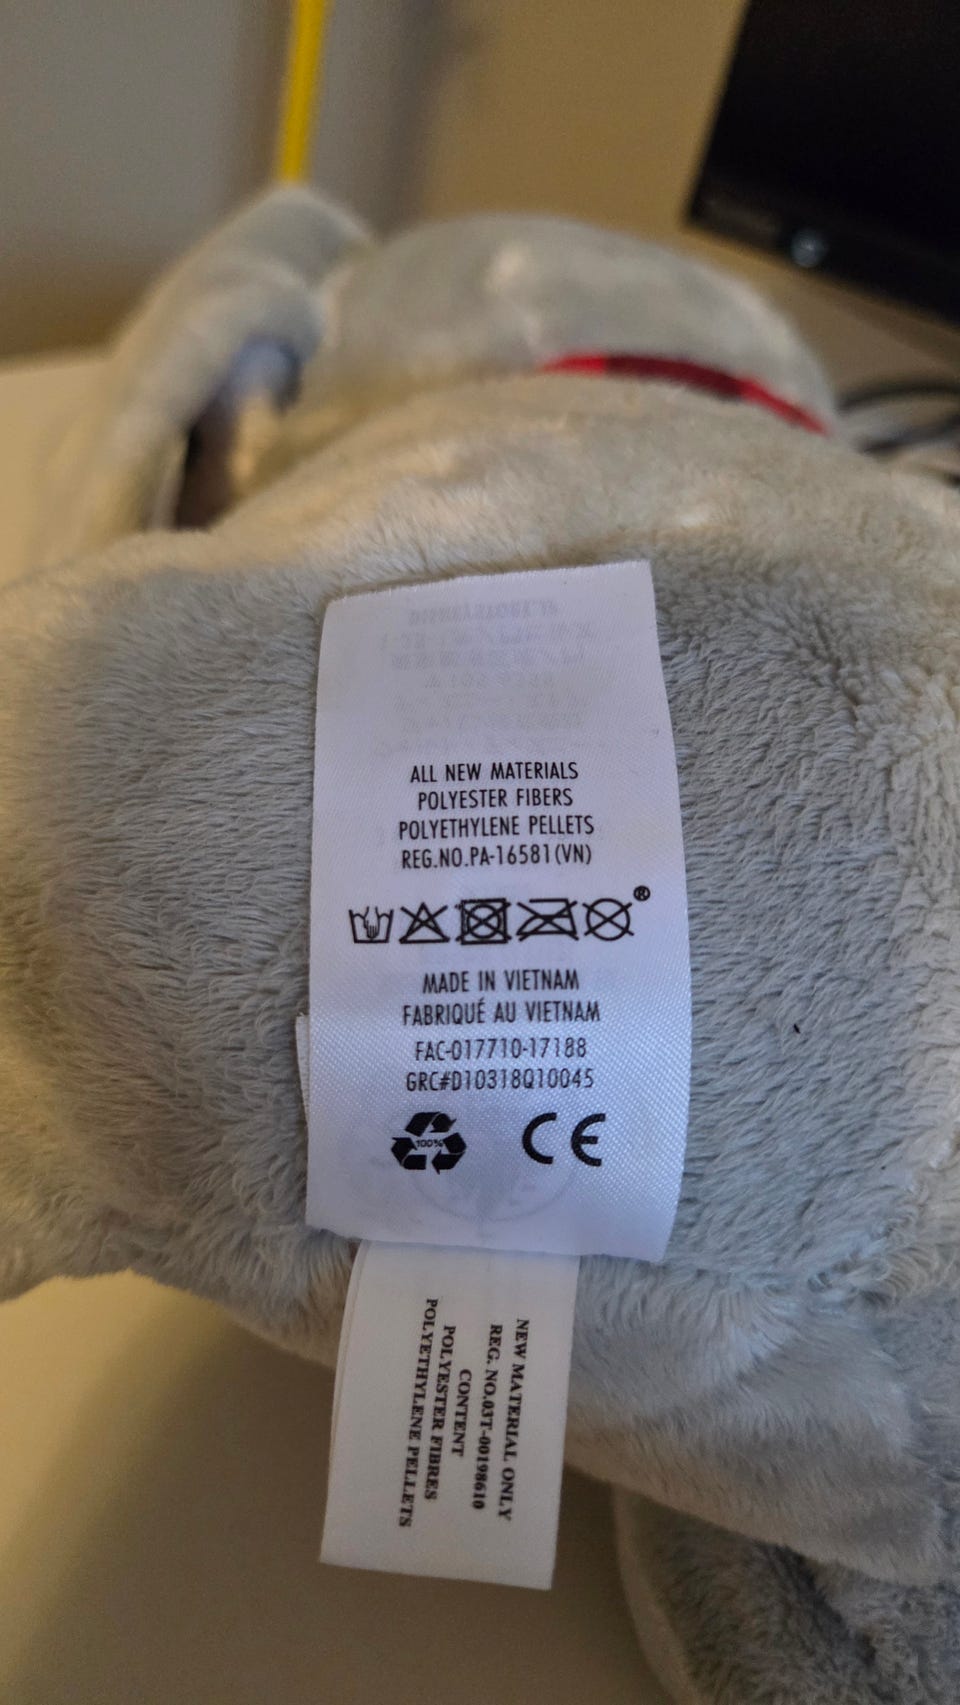 ALL NEW MATERIALS
POLYESTER FIBERS
POLYETHYLENE PELLETS
REG.NO.PA-16581(VN)
®
MADE IN VIETNAM
FABRIQUÉ AU VIETNAM
FAC-017710-17188
GRC#D10318Q10045
100%
CE
NEW MATERIAL ONLY
REG. NO.03T-00198610
CONTENT
POLYESTER FIBRES
POLYETHYLENE PELLETS